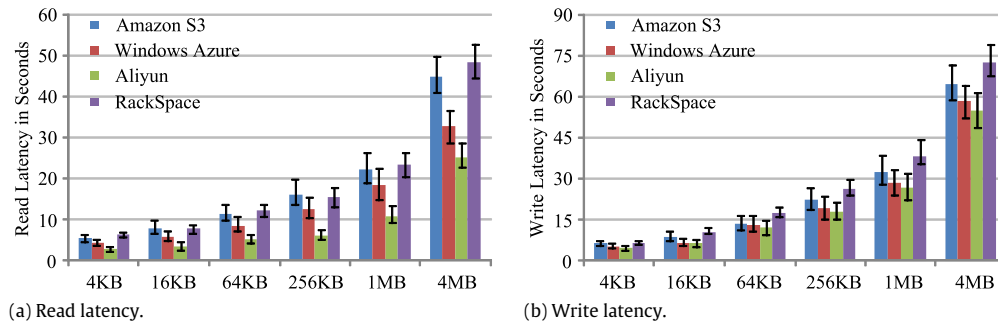 Read Latency in Seconds
60
50
40
30
20
10
0
Amazon S3
Windows Azure
Aliyun
RackSpace
4KB 16KB 64KB 256KB 1MB 4MB
(a) Read latency.
Write Latency in Seconds
90
75
60
45
30
15
0
Amazon S3
Windows Azure
Aliyun
RackSpace
4KB 16KB 64KB 256KB 1MB 4MB
(b) Write latency.